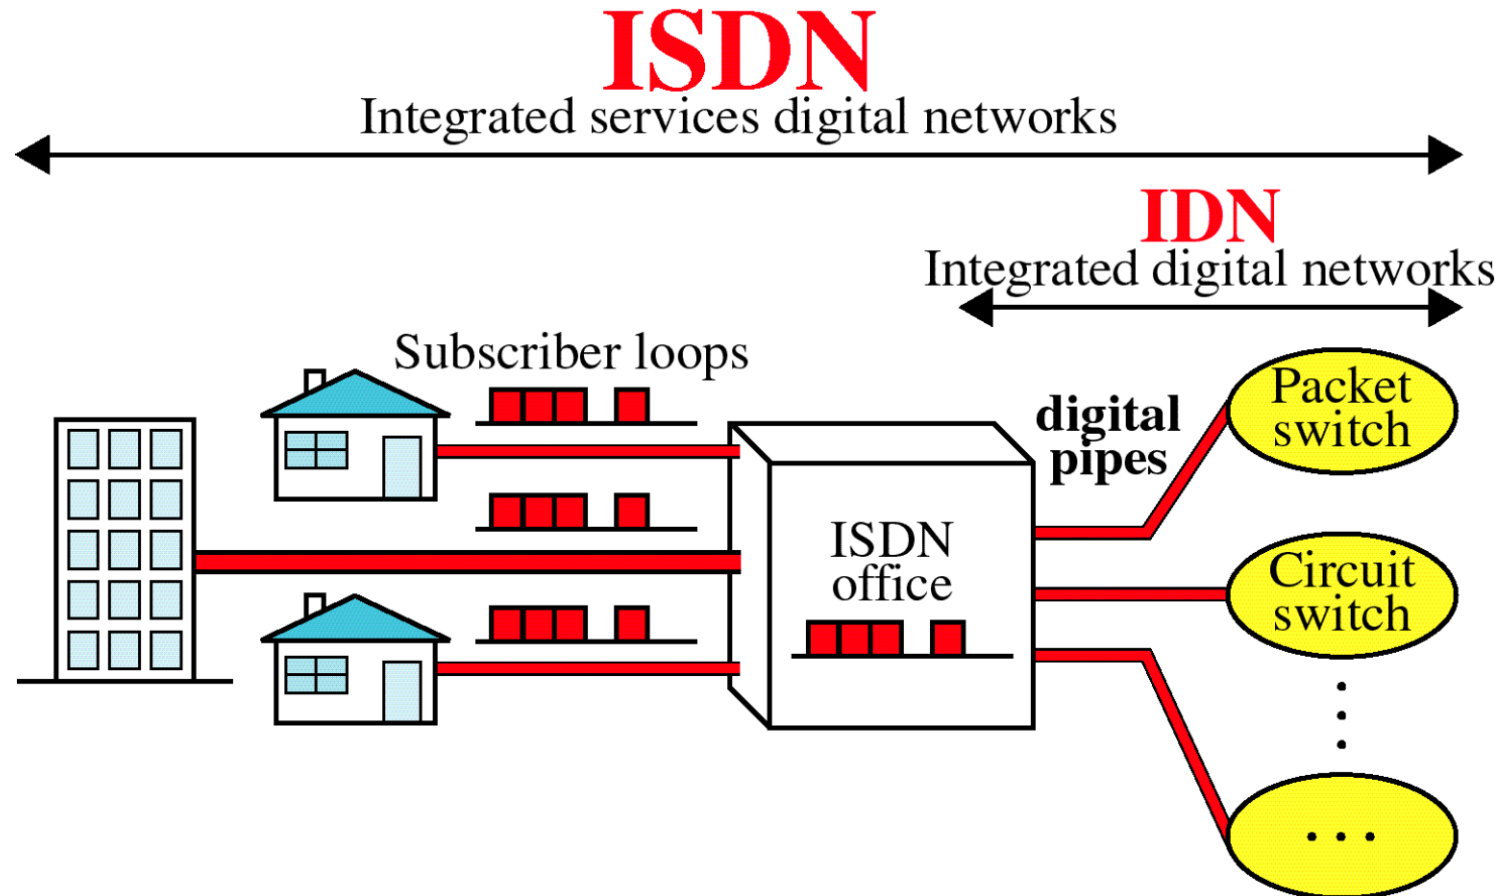 ISDN
Integrated services digital networks
IDN
Integrated digital networks
Subscriber loops
digital
pipes
Packet
switch
ISDN
office
Circuit
switch
. . .